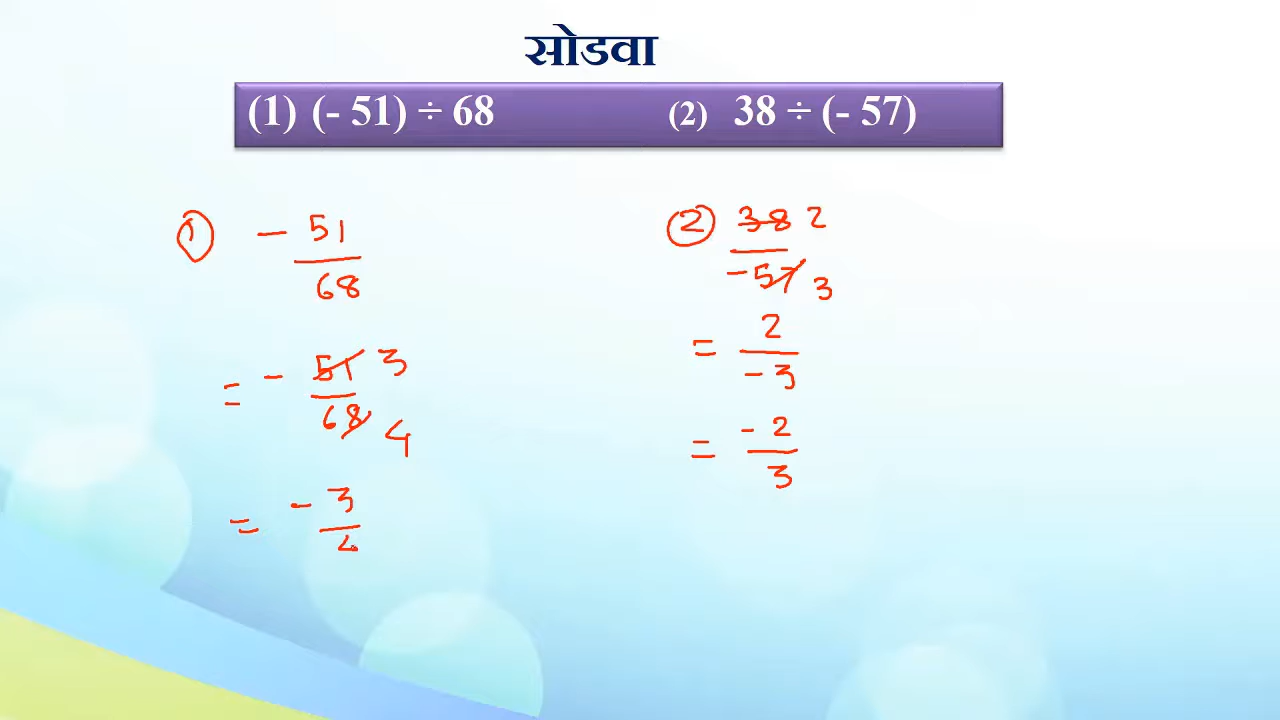 सोडवा
(1) (- 51) ÷ 68 (2) 38 ÷ (- 57)
① - 51
68
= - 51 3
68 4
= - 3
4
② 38 2
- 57 3
= 2
- 3
= - 2
3